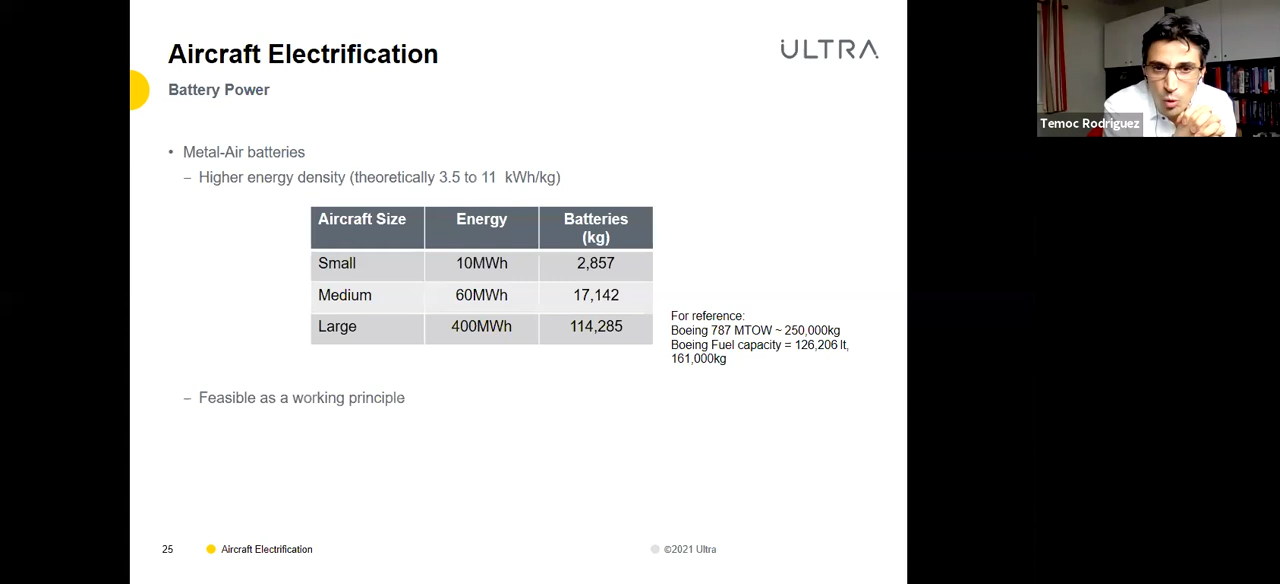 Aircraft Electrification
ULTRA
Battery Power
Temoc Rodriguez
• Metal-Air batteries
– Higher energy density (theoretically 3.5 to 11 kWh/kg)
Aircraft Size Energy Batteries (kg)
Small 10MWh 2,857
Medium 60MWh 17,142
Large 400MWh 114,285
For reference:
Boeing 787 MTOW ~ 250,000kg
Boeing Fuel capacity = 126,206 lt,
161,000kg
– Feasible as a working principle
25
Aircraft Electrification
©2021 Ultra